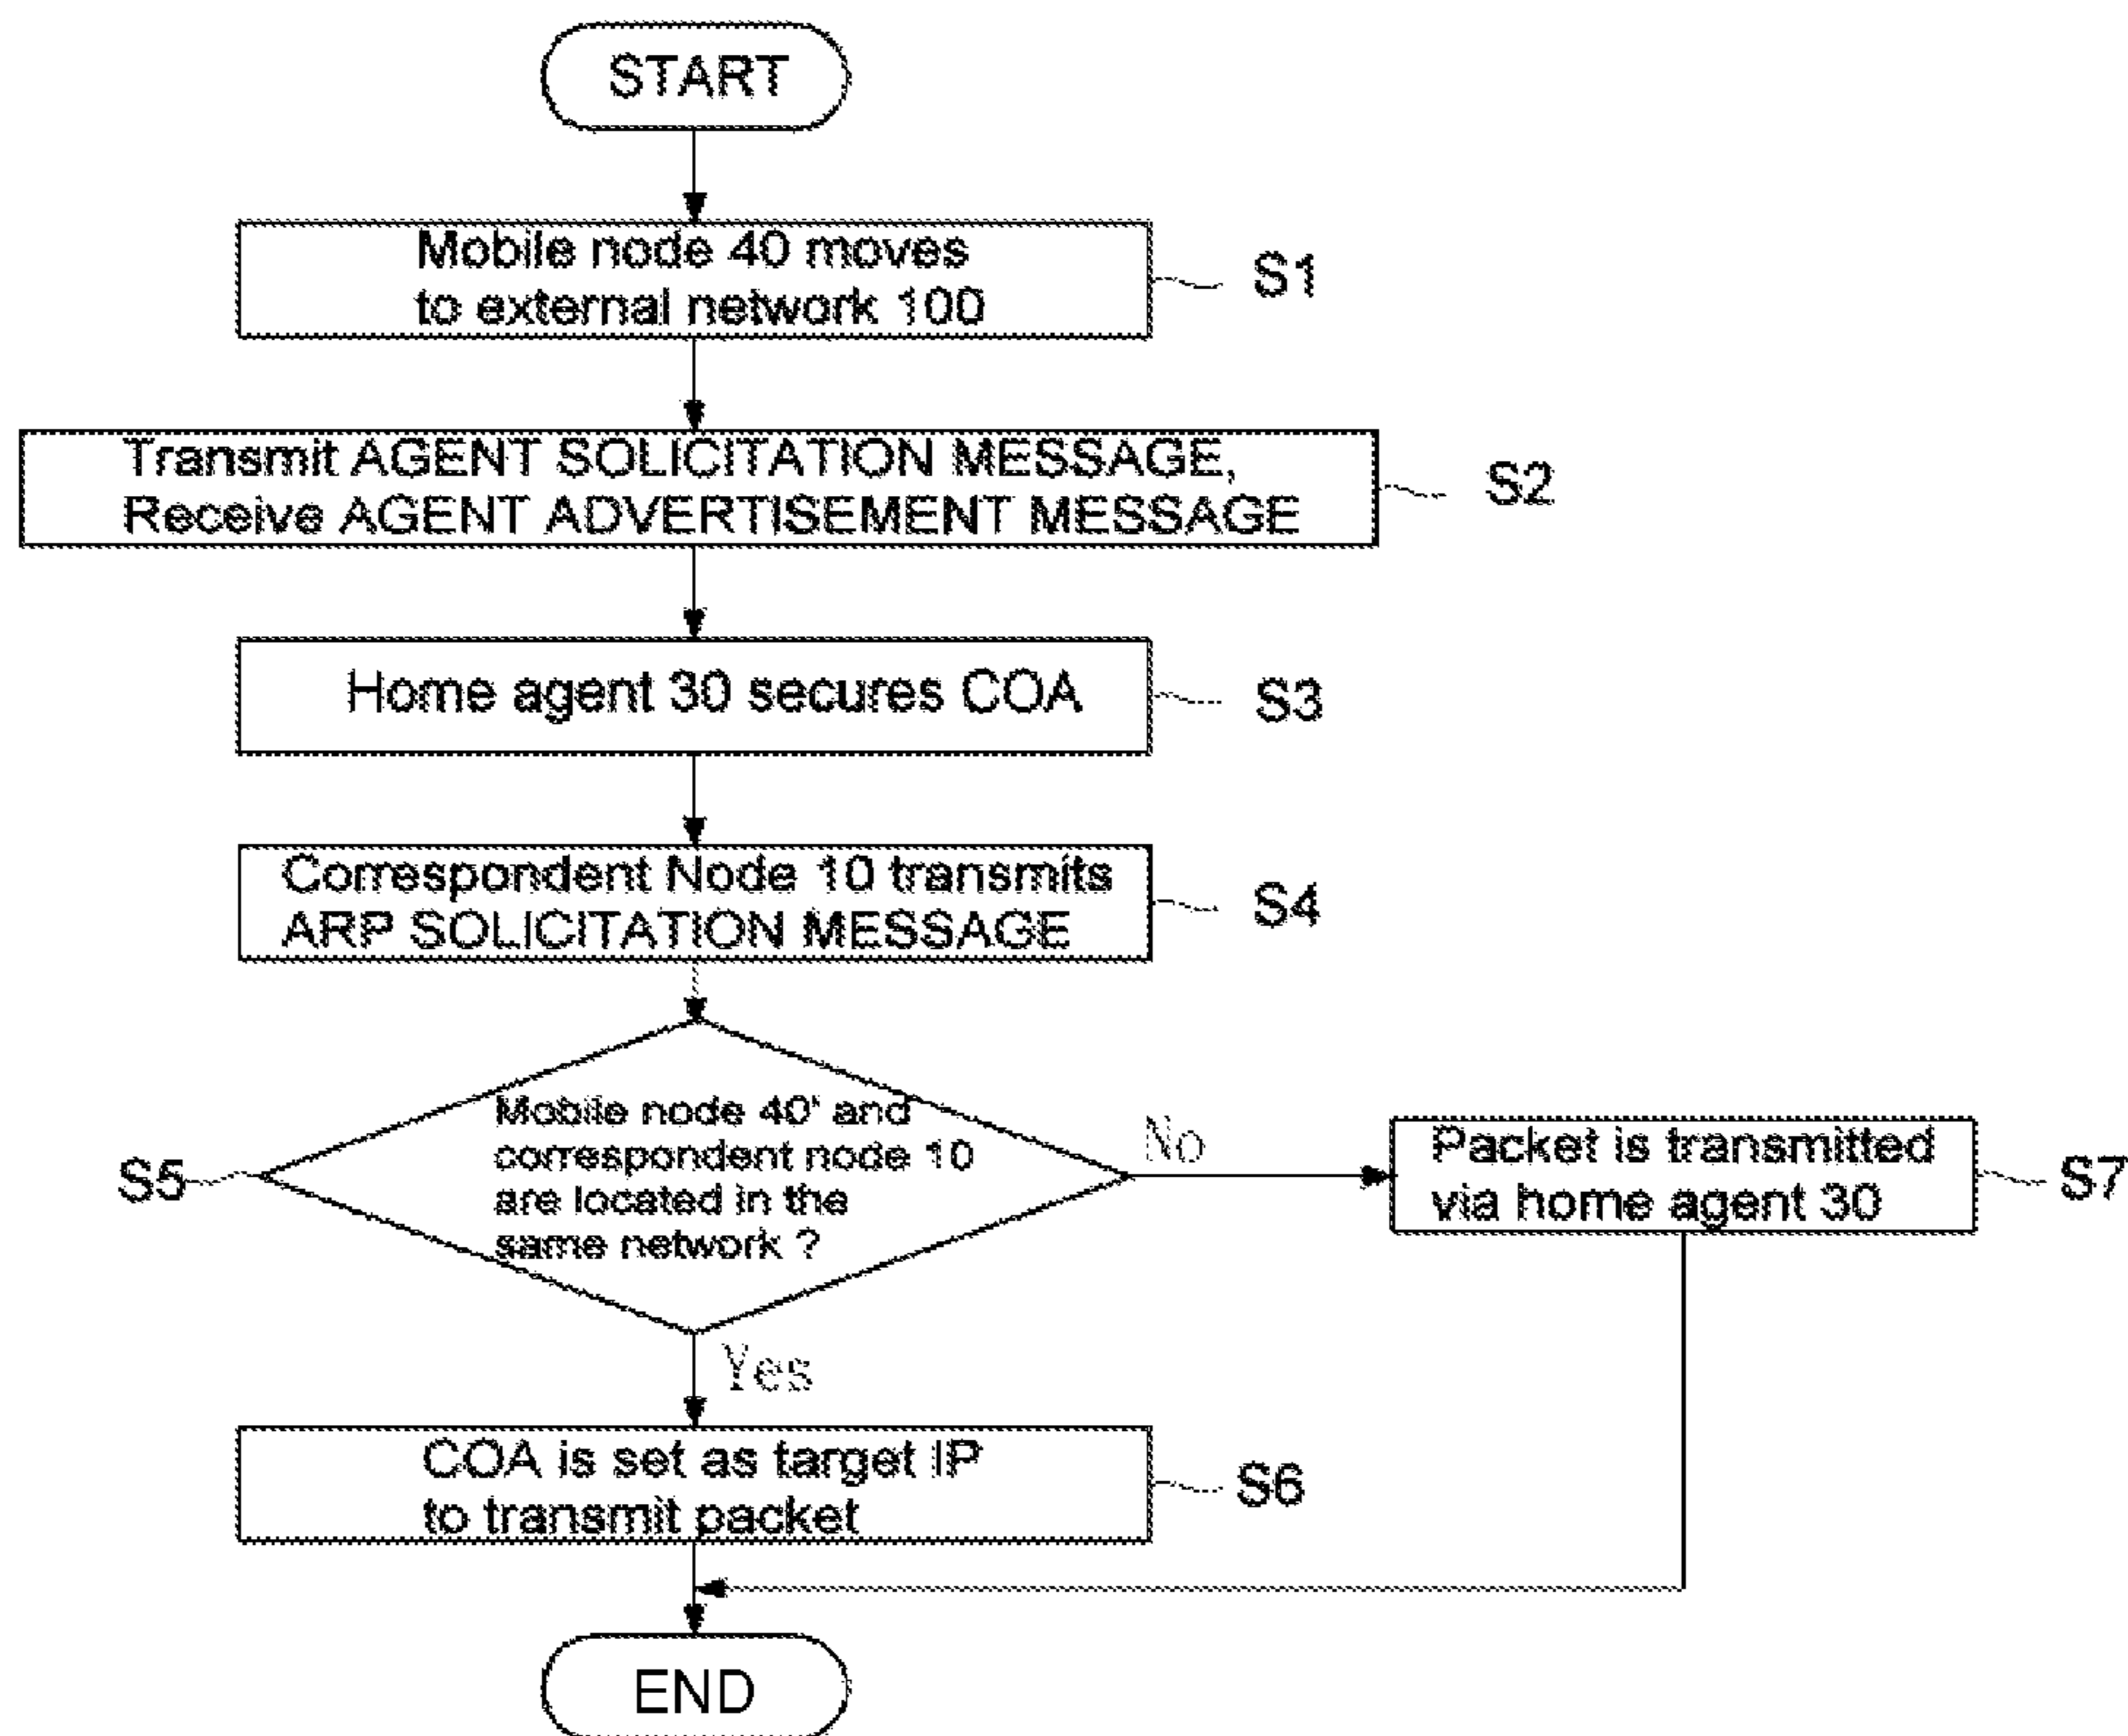 START
Mobile node 40 moves
to external network 100
S1
Transmit AGENT SOLICITATION MESSAGE,
Receive AGENT ADVERTISEMENT MESSAGE
S2
Home agent 30 secures COA
S3
Correspondent Node 10 transmits
ARP SOLICITATION MESSAGE
S4
Mobile node 40' and
correspondent node 10
are located in the
same network ?
S5
No
Packet is transmitted
via home agent 30
S7
Yes
COA is set as target IP
to transmit packet
S6
END